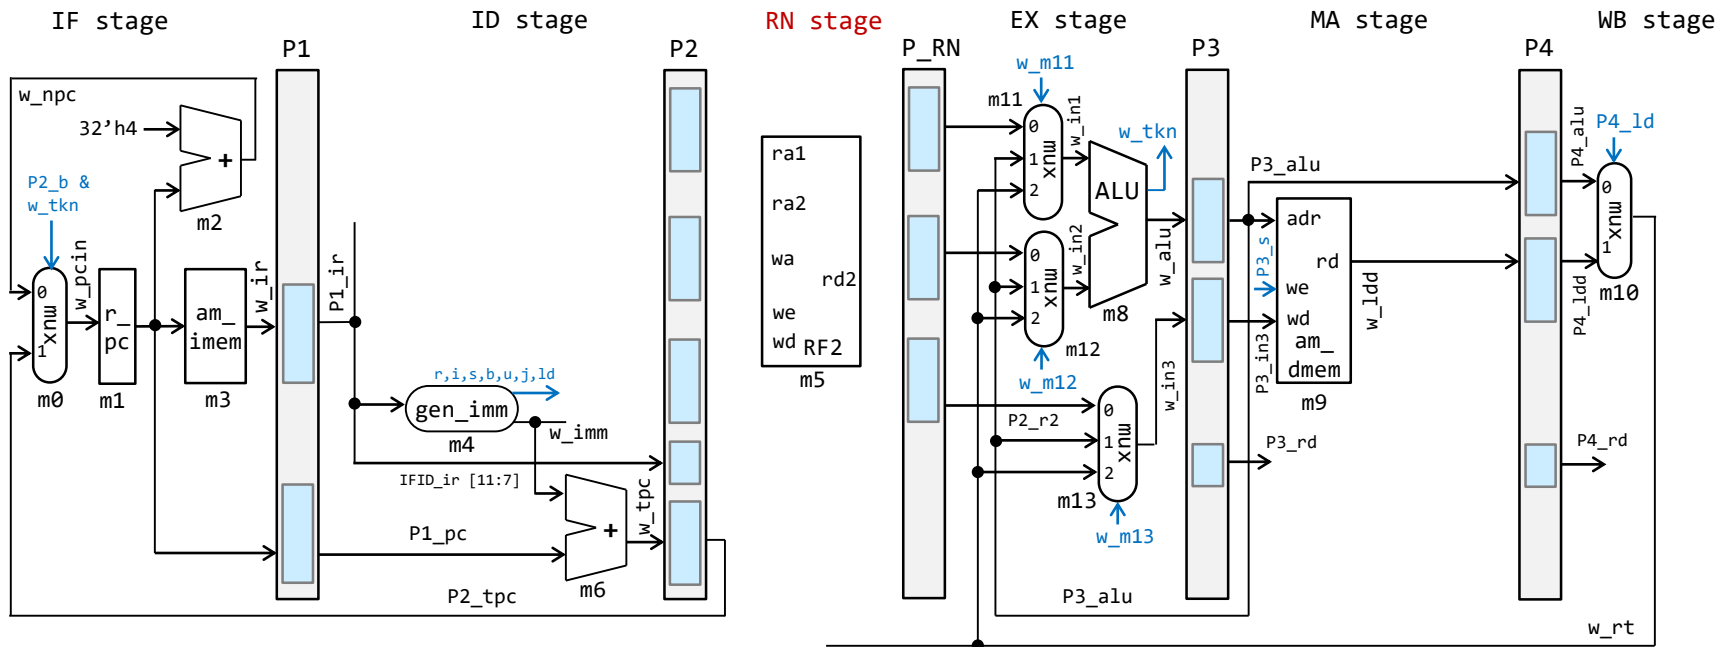 IF stage
ID stage
RN stage
EX stage
MA stage
WB stage
P1
P2
P_RN
P3
P4
w_npc
32’h4
+
m2
P2_b &
w_tkn
w_pcin
0
mux
1
m0
r_
pc
m1
am_
imem
m3
w_ir
P1_ir
r,i,s,b,u,j,ld
gen_imm
m4
w_imm
IFID_ir [11:7]
P1_pc
+
m6
w_tpc
P2_tpc
ra1
ra2
wa
rd2
we
wd RF2
m5
w_m11
m11
0
1
2
mux
w_in1
w_tkn
ALU
m8
0
1
2
mux
w_in2
m12
w_m12
w_alu
P2_r2
0
1
2
mux
m13
w_m13
w_in3
P3_alu
P3_alu
adr
rd
P3_s
we
wd
am_
dmem
m9
P3_in3
w_ldd
P3_rd
P4_alu
P4_ld
0
mux
1
m10
P4_ldd
P4_rd
w_rt